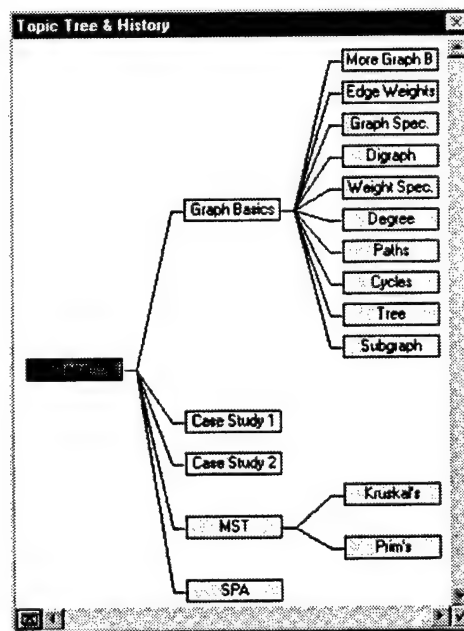 Topic Tree & History
More Graph B
Edge Weights
Graph Spec.
Digraph
Weight Spec.
Graph Basics
Degree
Paths
Cycles
Tree
Subgraph
Case Study 1
Case Study 2
Kruskal's
MST
Prim's
SPA